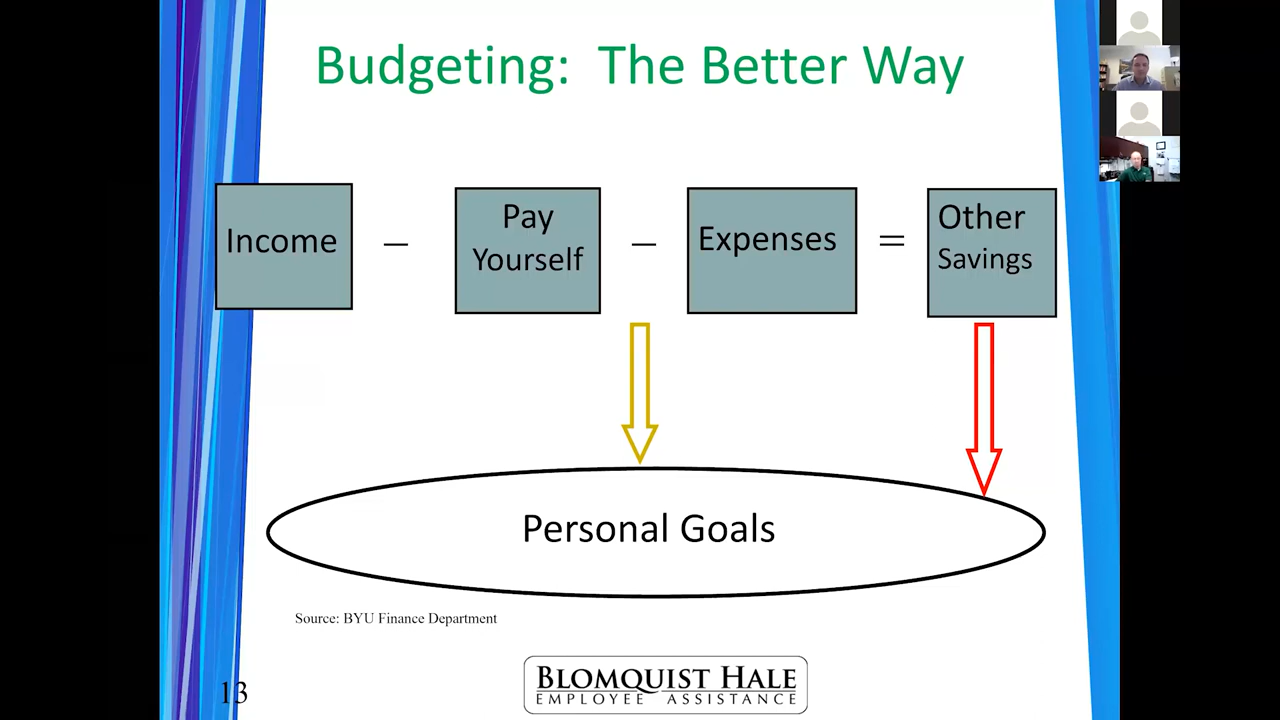 Budgeting:  The Better Way
Income
–
Pay
Yourself
–
Expenses
=
Other
Savings
Personal Goals
Source: BYU Finance Department
BLOMQUIST HALE
EMPLOYEE ASSISTANCE
13